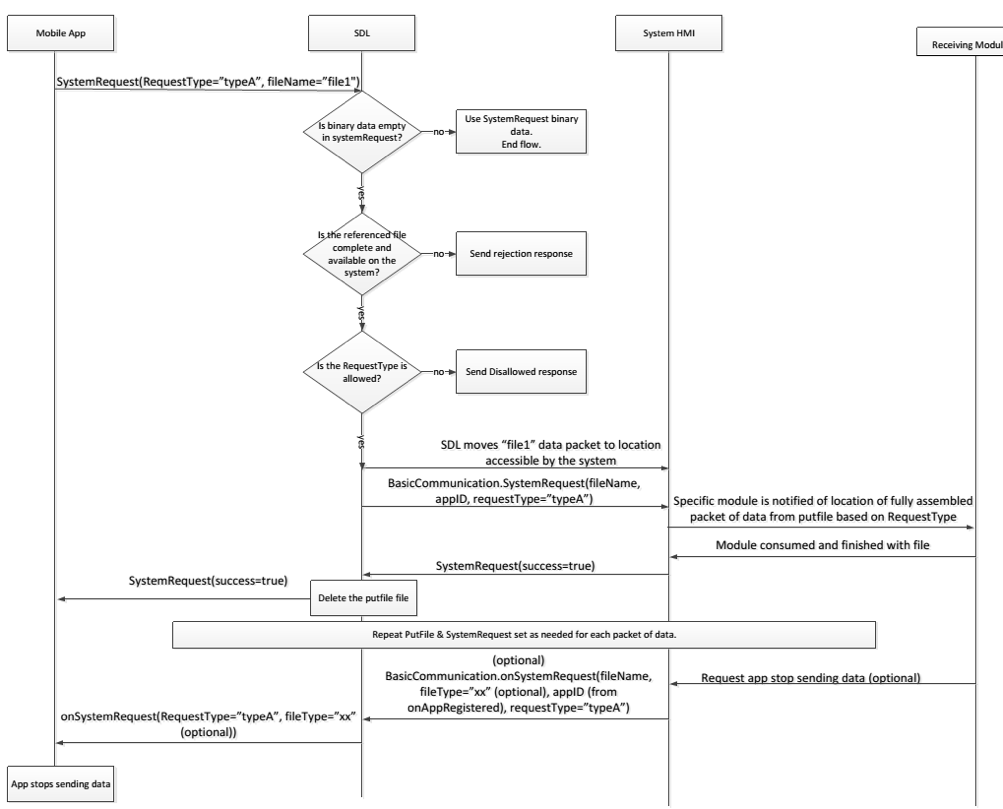 Mobile App
SDL
System HMI
Receiving Modul
SystemRequest(RequestType="typeA", fileName="file1")
Is binary data empty
in systemRequest?
no
Use SystemRequest binary
data.
End flow.
yes
Is the referenced file
complete and
available on the
system?
no
Send rejection response
yes
Is the RequestType is
allowed?
no
Send Disallowed response
yes
SDL moves “file1” data packet to location
accessible by the system
BasicCommunication.SystemRequest(fileName,
appID, requestType=”typeA”)
Specific module is notified of location of fully assembled
packet of data from putfile based on RequestType
Module consumed and finished with file
SystemRequest(success=true)
SystemRequest(success=true)
Delete the putfile file
Repeat PutFile & SystemRequest set as needed for each packet of data.
(optional)
BasicCommunication.onSystemRequest(fileName,
fileType=”xx” (optional), appID (from
onAppRegistered), requestType=”typeA”)
Request app stop sending data (optional)
onSystemRequest(RequestType=”typeA”, fileType=”xx”
(optional))
App stops sending data